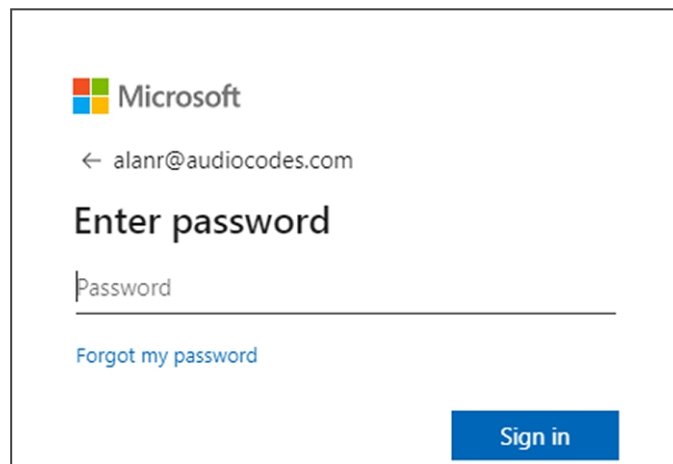 Microsoft
← alanr@audiocodes.com
Enter password
Password
Forgot my password
Sign in